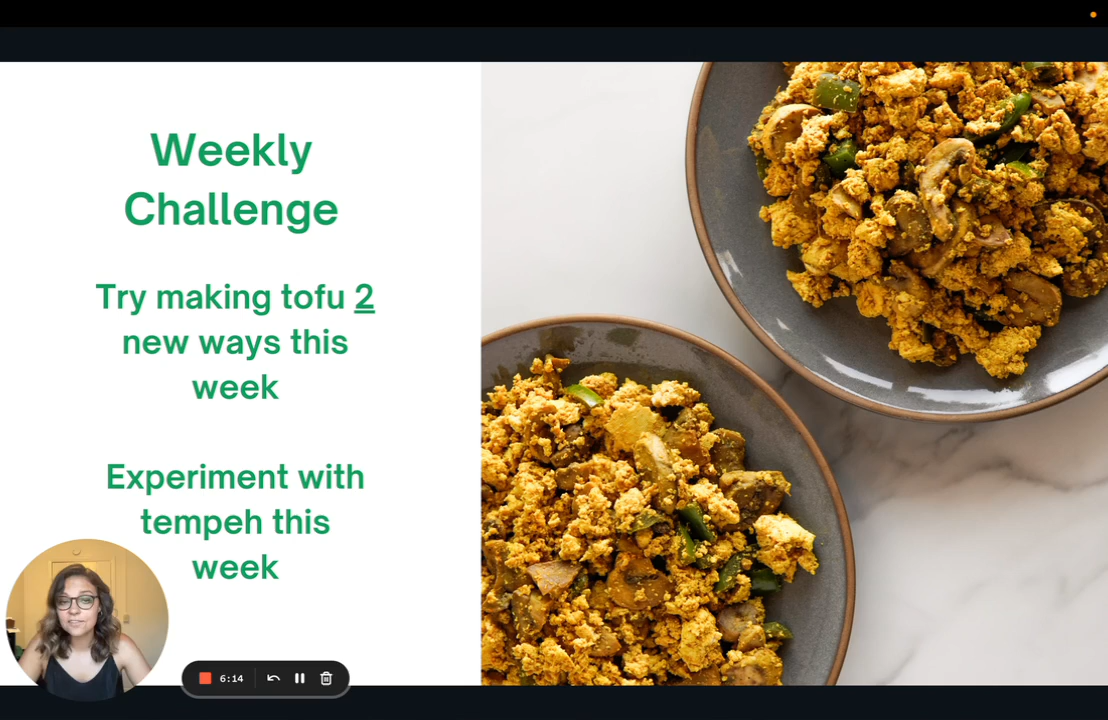 Weekly
Challenge
Try making tofu 2
new ways this
week
Experiment with
tempeh this
week
6:14